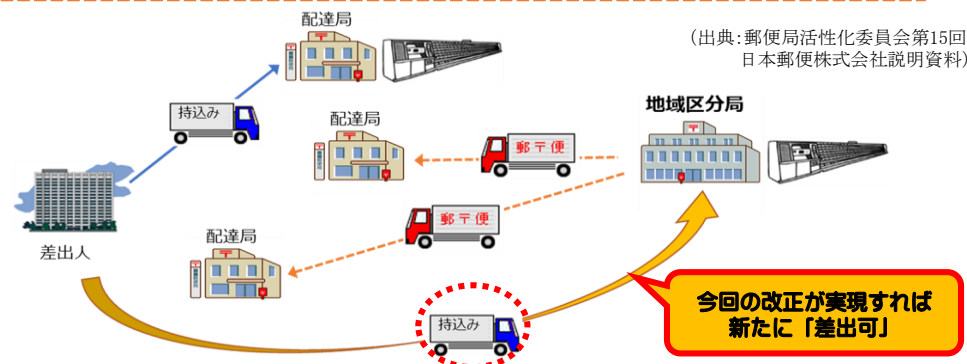 配達局
(出典:郵便局活性化委員会第15回
日本郵便株式会社説明資料)
持込み
地域区分局
配達局
郵〒便
差出人
郵〒便
配達局
今回の改正が実現すれば
新たに「差出可」
持込み